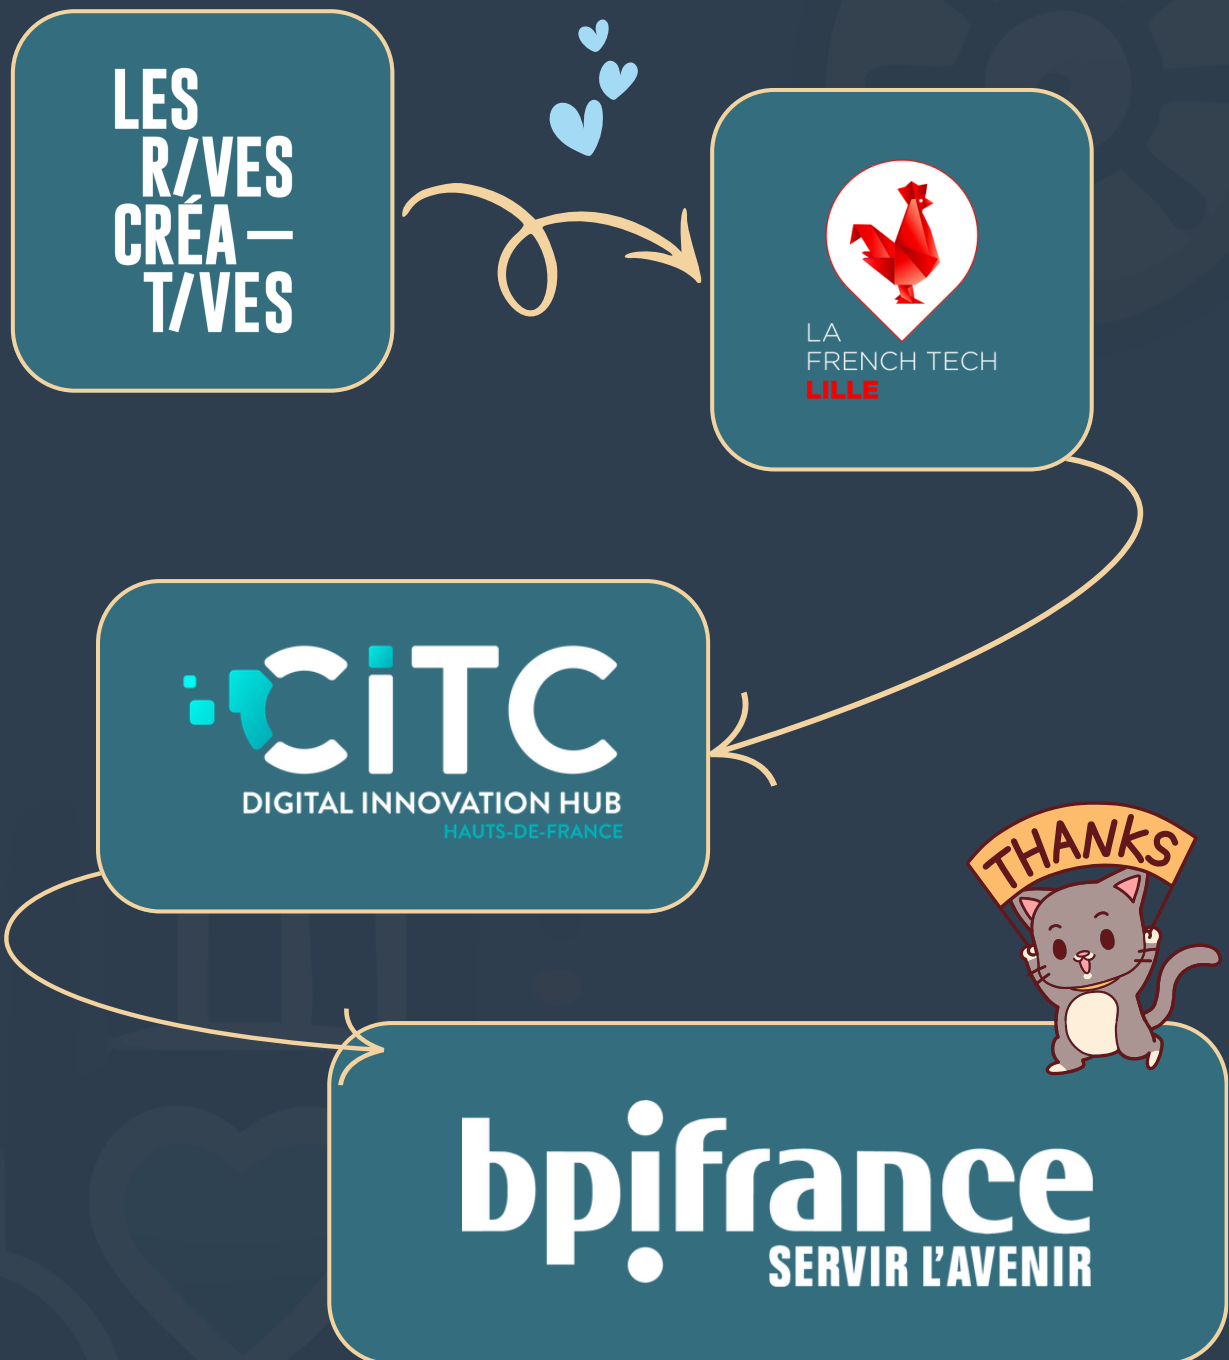 LES
R/VES
CRÉA—
T/VES
LA
FRENCH TECH
LILLE
CiTC
DIGITAL INNOVATION HUB
HAUTS-DE-FRANCE
THANKS
bpifrance
SERVIR L'AVENIR